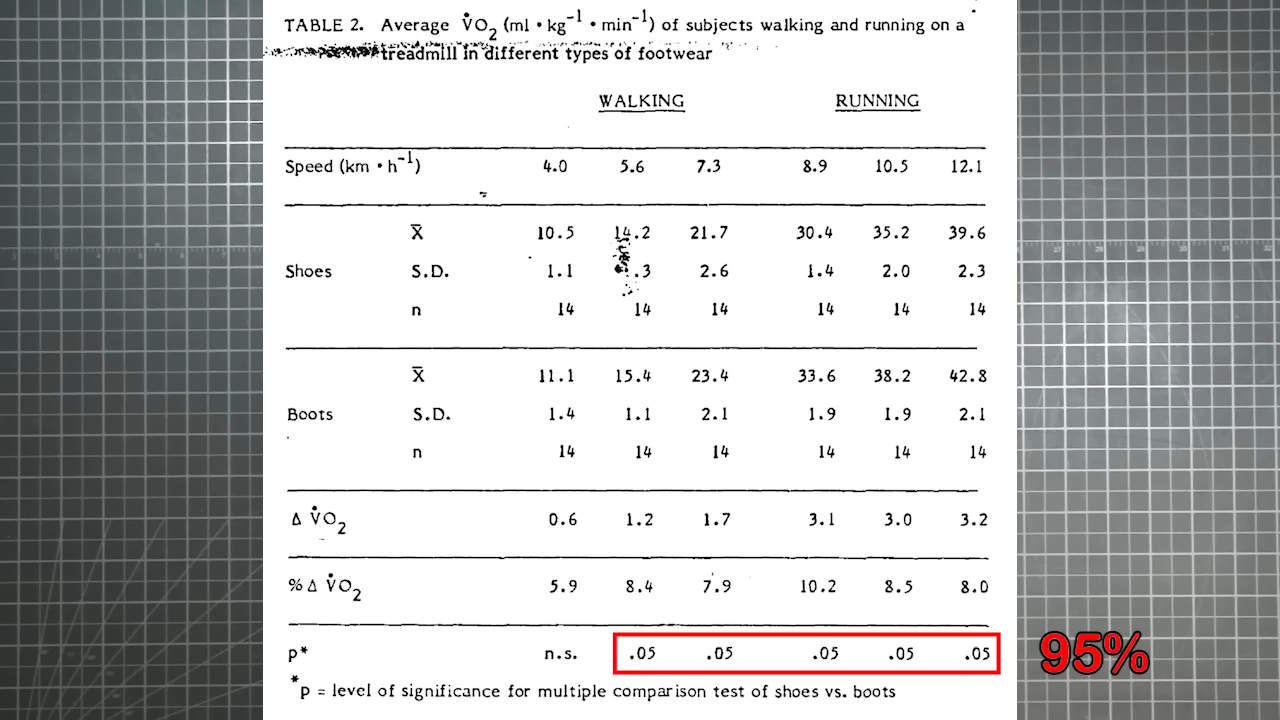 TABLE 2. Average V̇O2 (ml • kg-1 • min-1) of subjects walking and running on a
treadmill in different types of footwear
WALKING RUNNING
Speed (km • h-1) 4.0 5.6 7.3 8.9 10.5 12.1
X̄ 10.5 14.2 21.7 30.4 35.2 39.6
Shoes S.D. 1.1 .3 2.6 1.4 2.0 2.3
n 14 14 14 14 14 14
X̄ 11.1 15.4 23.4 33.6 38.2 42.8
Boots S.D. 1.4 1.1 2.1 1.9 1.9 2.1
n 14 14 14 14 14 14
Δ V̇O2 0.6 1.2 1.7 3.1 3.0 3.2
% Δ V̇O2 5.9 8.4 7.9 10.2 8.5 8.0
p* n.s. .05 .05 .05 .05 .05
95%
*p = level of significance for multiple comparison test of shoes vs. boots